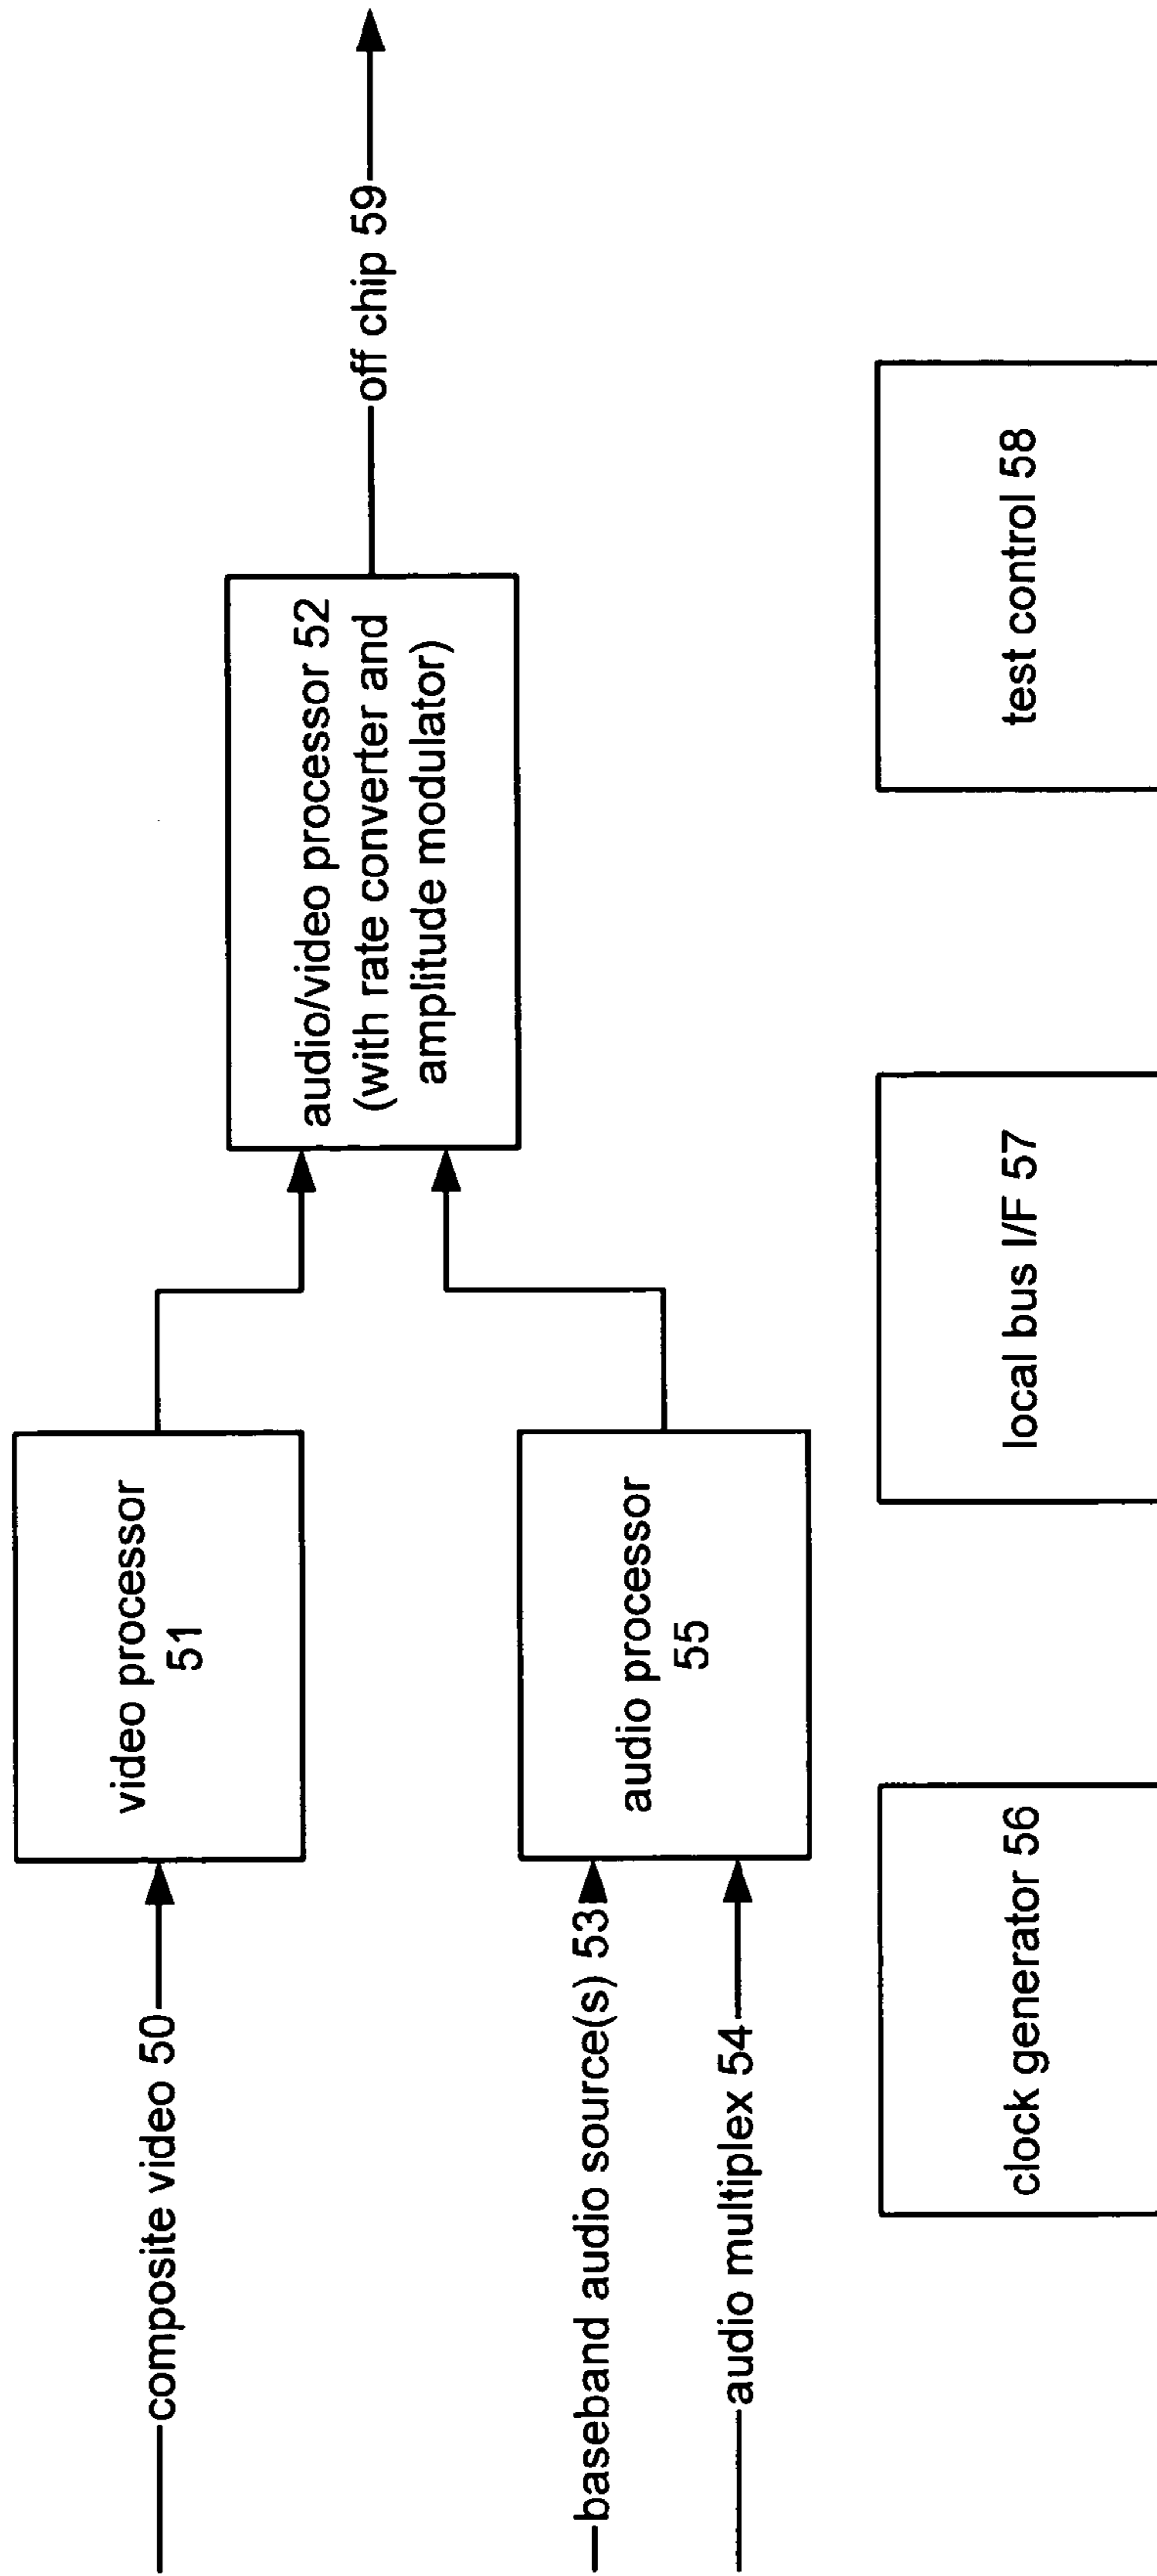 composite video 50
video processor
51
baseband audio source(s) 53
audio multiplex 54
audio processor
55
audio/video processor 52
(with rate converter and
amplitude modulator)
off chip 59
clock generator 56
local bus I/F 57
test control 58